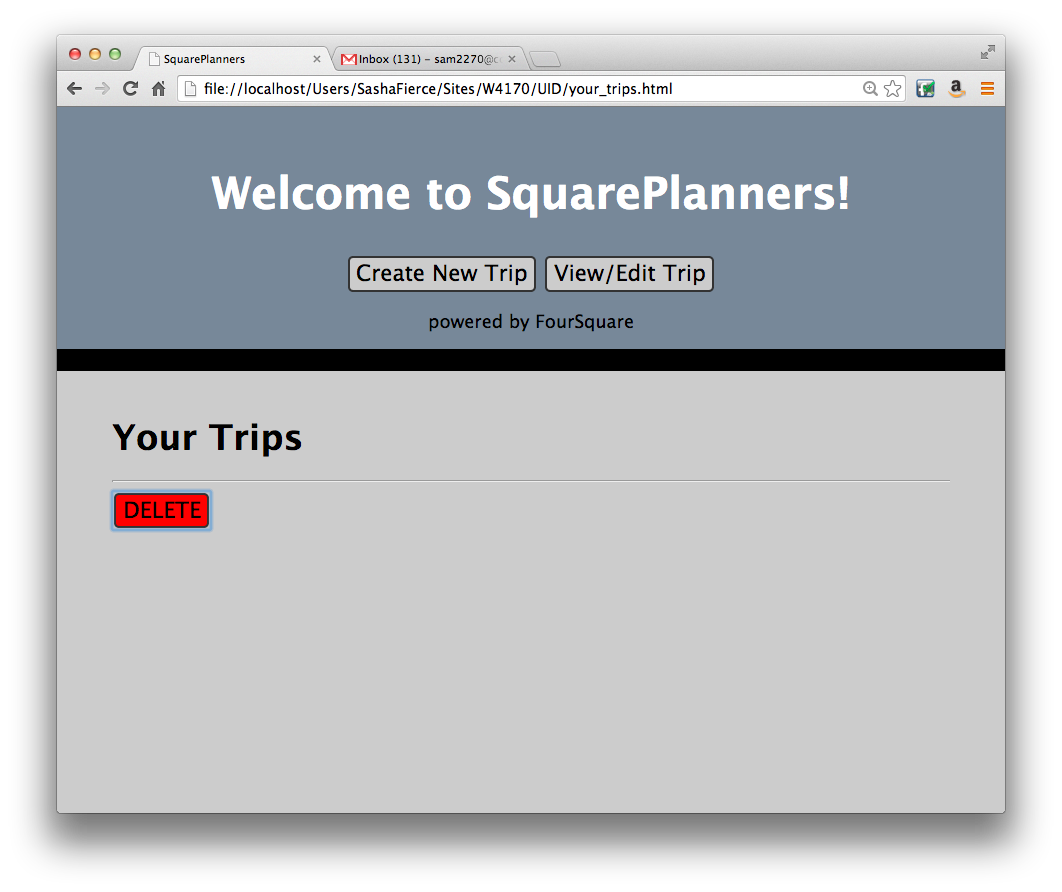 SquarePlanners
Inbox (131) – sam2270@c
file://localhost/Users/SashaFierce/Sites/W4170/UID/your_trips.html
Welcome to SquarePlanners!
Create New Trip View/Edit Trip
powered by FourSquare
Your Trips
DELETE